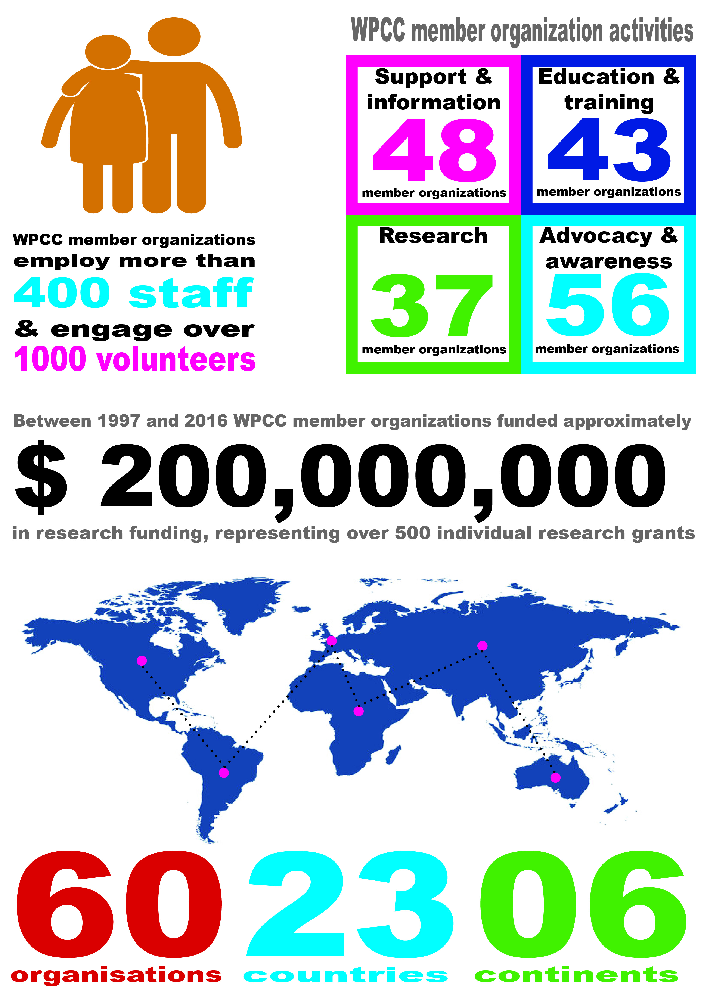 WPCC member organization activities
Support &
information
48
member organizations
Education &
training
43
member organizations
Research
37
member organizations
Advocacy &
awareness
56
member organizations
WPCC member organizations
employ more than
400 staff
& engage over
1000 volunteers
Between 1997 and 2016 WPCC member organizations funded approximately
$ 200,000,000
in research funding, representing over 500 individual research grants
60
organisations
23
countries
06
continents